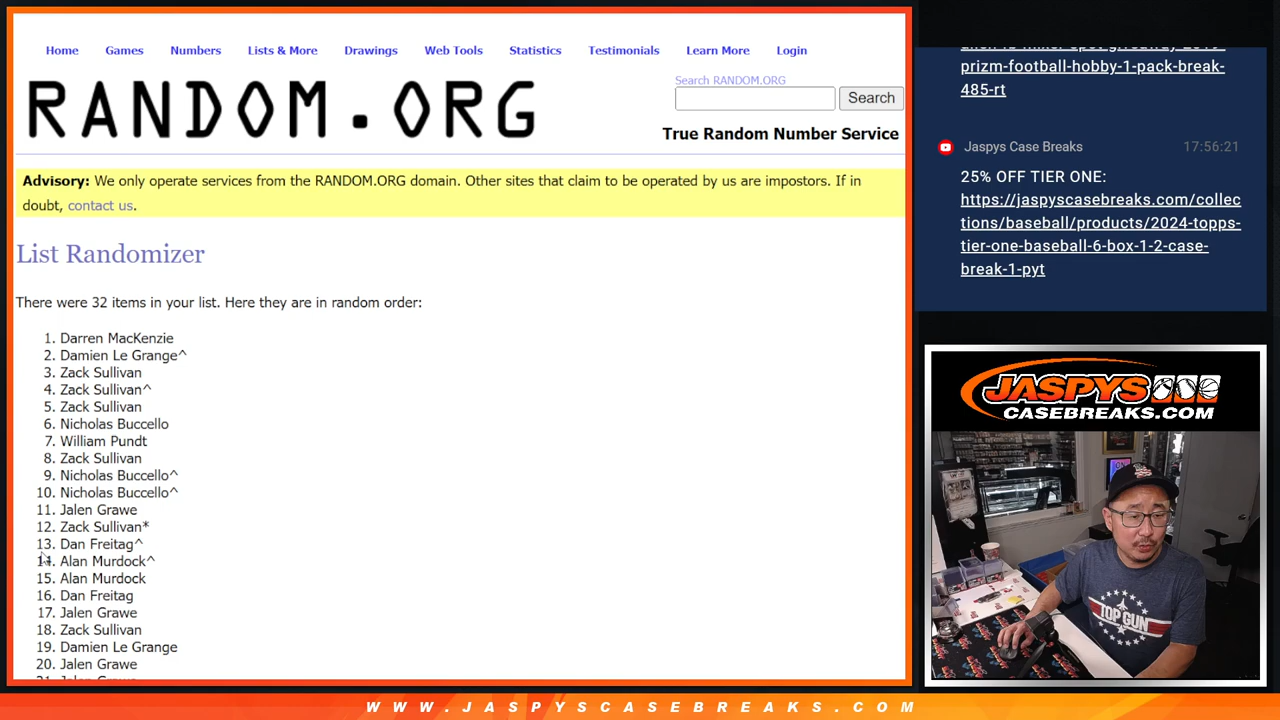 Home Games Numbers Lists & More Drawings Web Tools Statistics Testimonials Learn More Login
RANDOM.ORG
Search RANDOM.ORG
Search
True Random Number Service
Advisory: We only operate services from the RANDOM.ORG domain. Other sites that claim to be operated by us are impostors. If in
doubt, contact us.
List Randomizer
There were 32 items in your list. Here they are in random order:
1. Darren MacKenzie
2. Damien Le Grange^
3. Zack Sullivan
4. Zack Sullivan^
5. Zack Sullivan
6. Nicholas Buccello
7. William Pundt
8. Zack Sullivan
9. Nicholas Buccello^
10. Nicholas Buccello^
11. Jalen Grawe
12. Zack Sullivan*
13. Dan Freitag^
14. Alan Murdock^
15. Alan Murdock
16. Dan Freitag
17. Jalen Grawe
18. Zack Sullivan
19. Damien Le Grange
20. Jalen Grawe
prizm-football-hobby-1-pack-break-
485-rt
Jaspys Case Breaks 17:56:21
25% OFF TIER ONE:
https://jaspyscasebreaks.com/collec
tions/baseball/products/2024-topps-
tier-one-baseball-6-box-1-2-case-
break-1-pyt
JASPYS
CASEBREAKS.COM
TOP GUN
WWW.JASPYSCASEBREAKS.COM